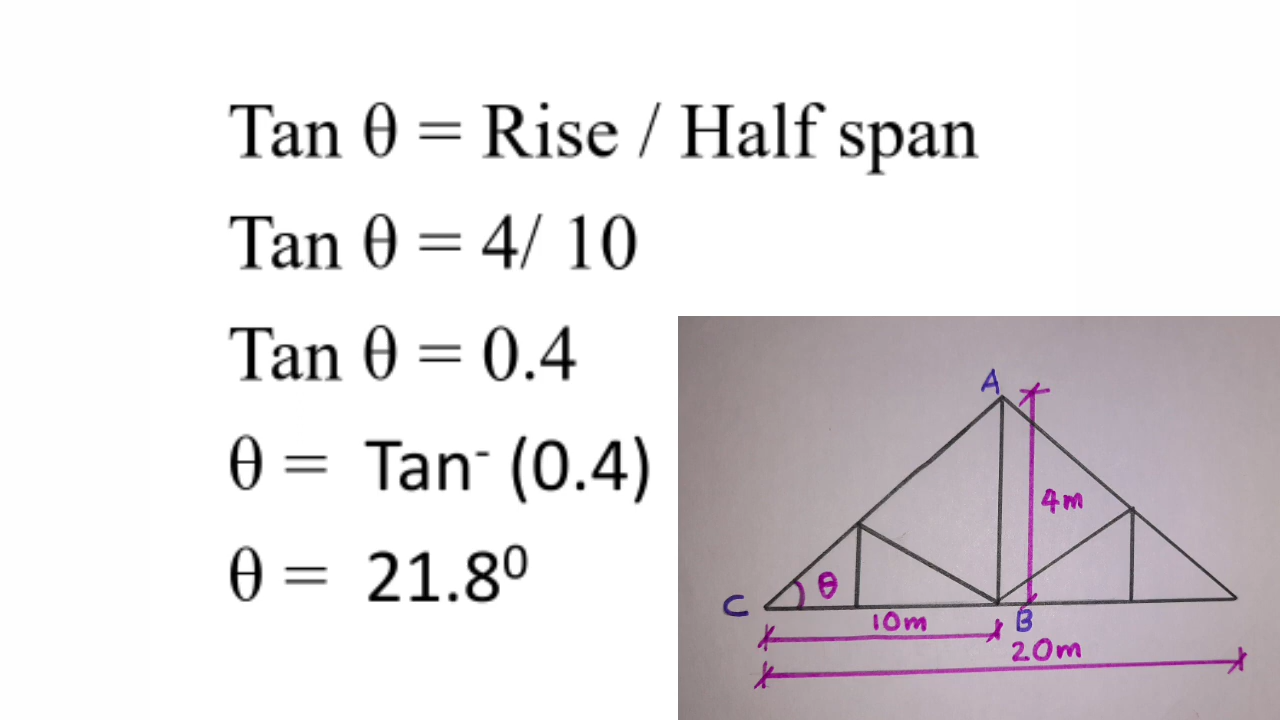 Tan θ = Rise / Half span
Tan θ = 4/ 10
Tan θ = 0.4
θ = Tan⁻ (0.4)
θ = 21.8⁰
A
4m
θ
C
10m
B
20m